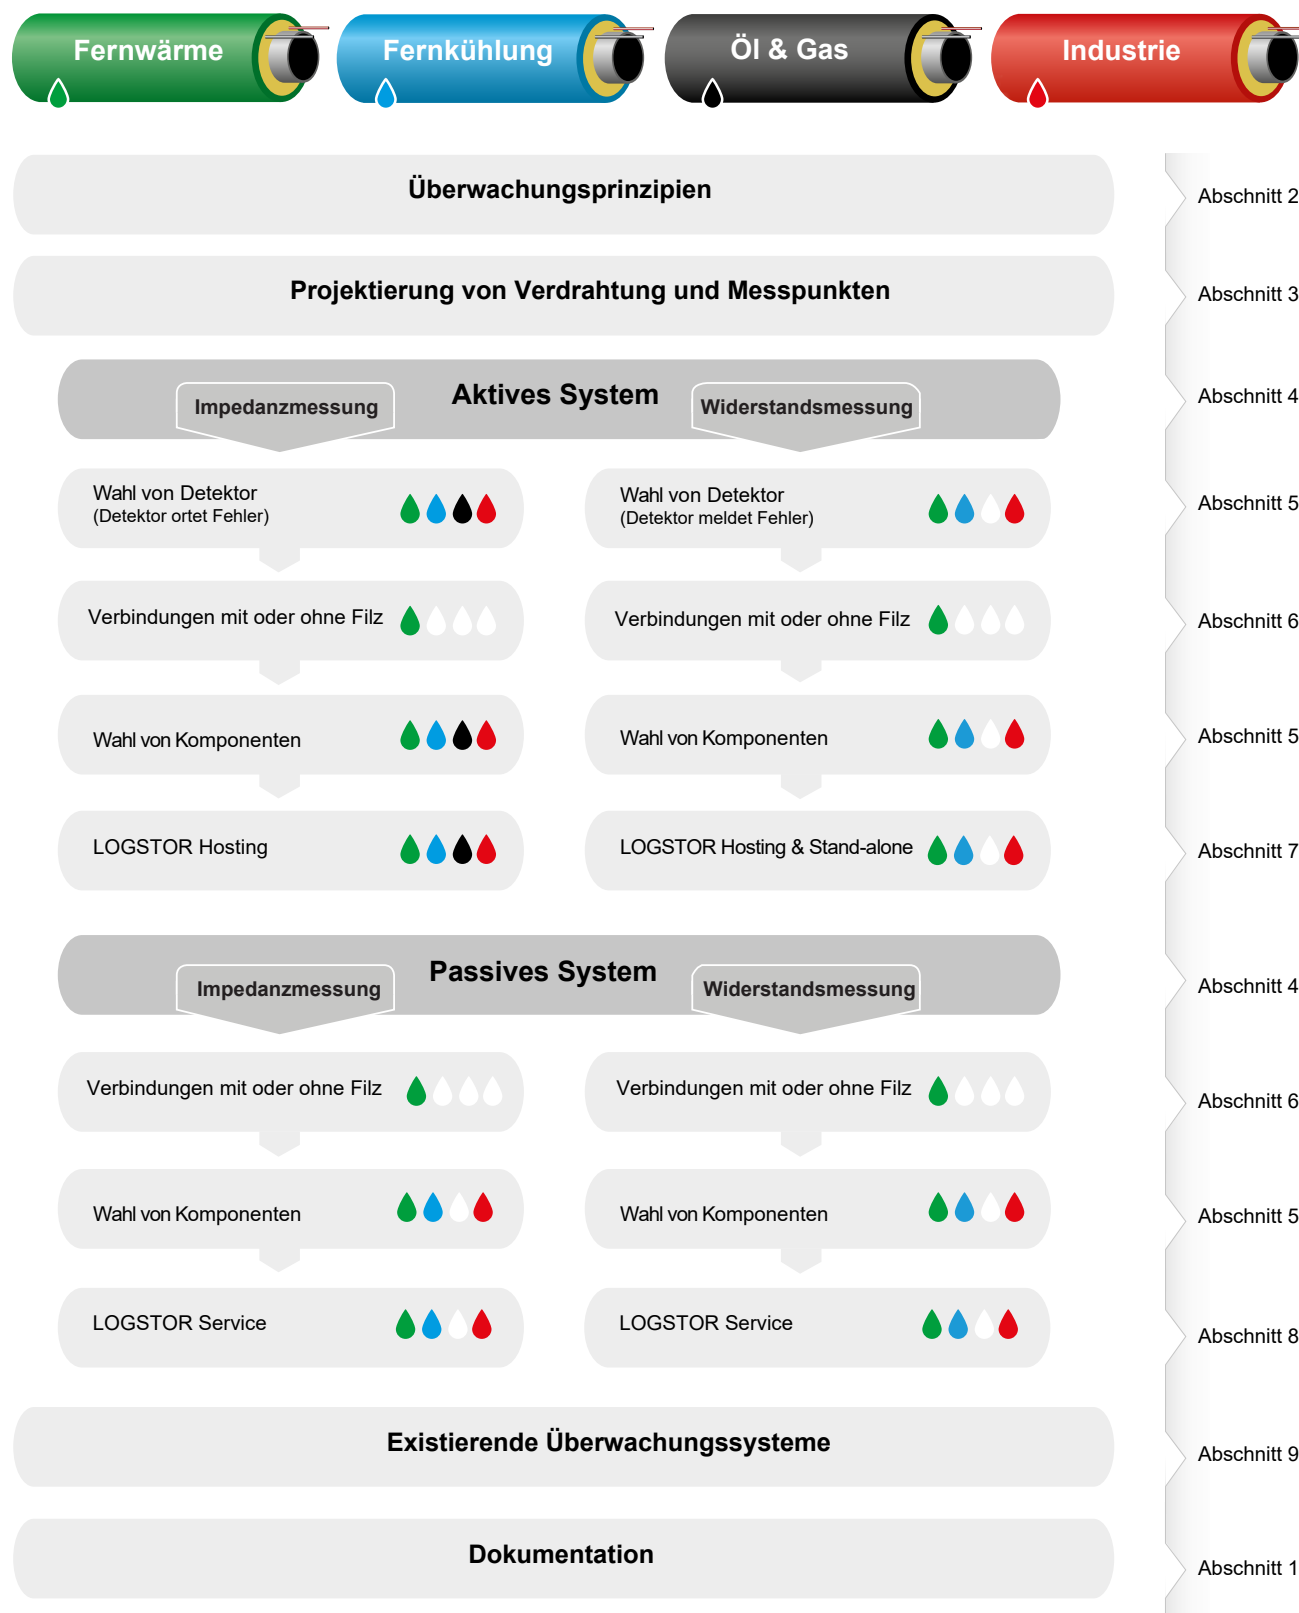 Fernwärme
Fernkühlung
Öl & Gas
Industrie
Überwachungsprinzipien
Abschnitt 2
Projektierung von Verdrahtung und Messpunkten
Abschnitt 3
Aktives System
Impedanzmessung
Widerstandsmessung
Abschnitt 4
Wahl von Detektor
(Detektor ortet Fehler)
Wahl von Detektor
(Detektor meldet Fehler)
Abschnitt 5
Verbindungen mit oder ohne Filz
Verbindungen mit oder ohne Filz
Abschnitt 6
Wahl von Komponenten
Wahl von Komponenten
Abschnitt 5
LOGSTOR Hosting
LOGSTOR Hosting & Stand-alone
Abschnitt 7
Passives System
Impedanzmessung
Widerstandsmessung
Abschnitt 4
Verbindungen mit oder ohne Filz
Verbindungen mit oder ohne Filz
Abschnitt 6
Wahl von Komponenten
Wahl von Komponenten
Abschnitt 5
LOGSTOR Service
LOGSTOR Service
Abschnitt 8
Existierende Überwachungssysteme
Abschnitt 9
Dokumentation
Abschnitt 1